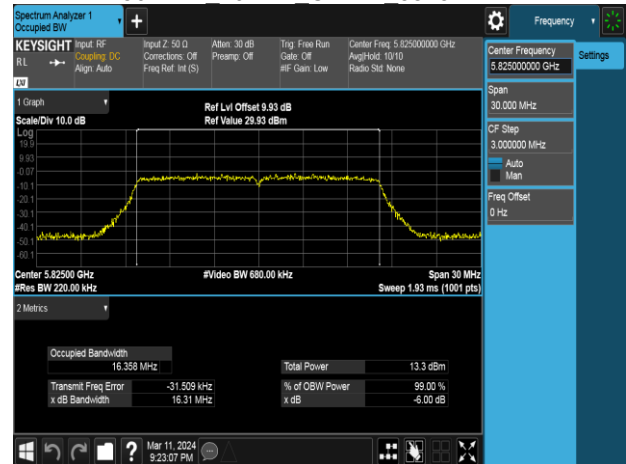 Spectrum Analyzer 1
Occupied BW
Frequency
KEYSIGHT
RL
Input: RF
Coupling: DC
Align: Auto
Input Z: 50 Ω
Corrections: Off
Freq Ref: Int (S)
Atten: 30 dB
Preamp: Off
Trig: Free Run
Gate: Off
#IF Gain: Low
Center Freq: 5.825000000 GHz
Avg|Hold: 10/10
Radio Std: None
LXI
Center Frequency
5.825000000 GHz
Settings
Span
30.000 MHz
CF Step
3.000000 MHz
Auto
Man
Freq Offset
0 Hz
1 Graph
Scale/Div 10.0 dB
Ref Lvl Offset 9.93 dB
Ref Value 29.93 dBm
Log
19.9
9.93
-0.07
-10.1
-20.1
-30.1
-40.1
-50.1
-60.1
Center 5.82500 GHz
#Video BW 680.00 kHz
Span 30 MHz
#Res BW 220.00 kHz
Sweep 1.93 ms (1001 pts)
2 Metrics
Occupied Bandwidth
16.358 MHz
Total Power 13.3 dBm
Transmit Freq Error -31.509 kHz
% of OBW Power 99.00 %
x dB Bandwidth 16.31 MHz
x dB -6.00 dB
Mar 11, 2024
9:23:07 PM